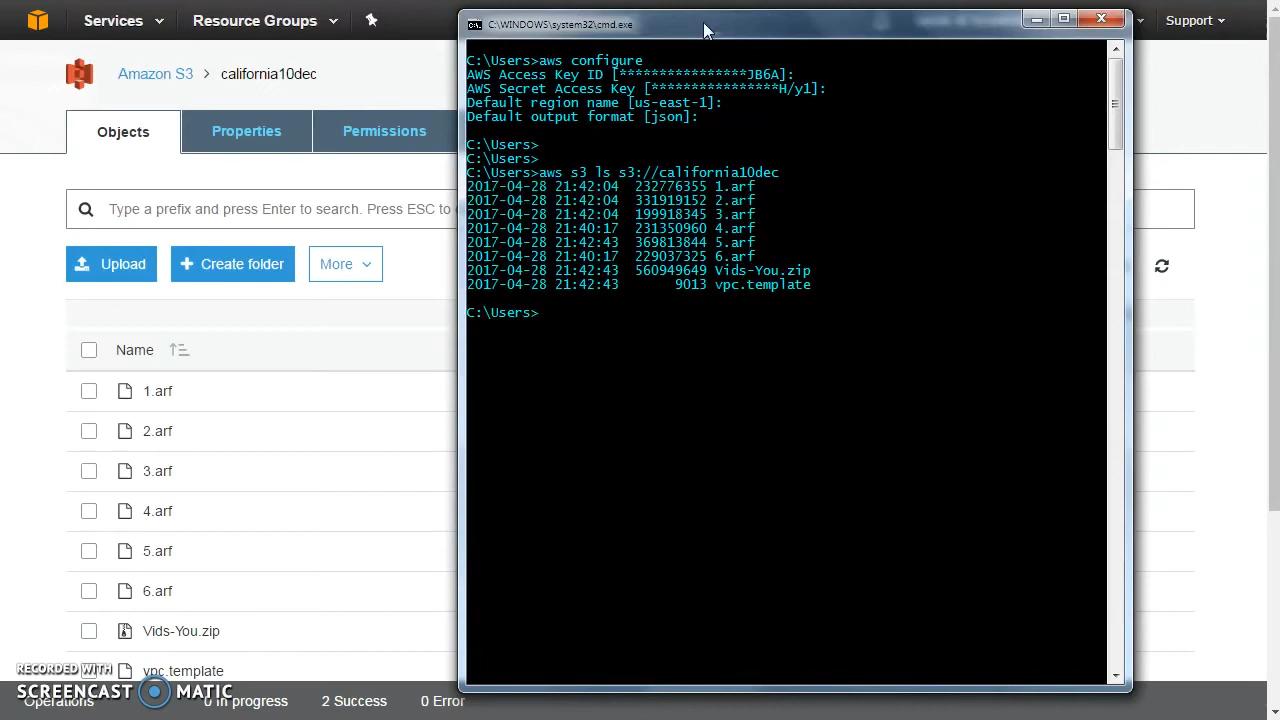 Services
Resource Groups
Support
C:\WINDOWS\system32\cmd.exe
Amazon S3 > california10dec
Objects
Properties
Permissions
Type a prefix and press Enter to search. Press ESC to
Upload
Create folder
More
Name
1.arf
2.arf
3.arf
4.arf
5.arf
6.arf
Vids-You.zip
vpc.template
C:\Users>aws configure
AWS Access Key ID [****************JB6A]:
AWS Secret Access Key [****************H/y1]:
Default region name [us-east-1]:
Default output format [json]:
C:\Users>
C:\Users>
C:\Users>aws s3 ls s3://california10dec
2017-04-28 21:42:04 232776355 1.arf
2017-04-28 21:42:04 331919152 2.arf
2017-04-28 21:42:04 199918345 3.arf
2017-04-28 21:40:17 231350960 4.arf
2017-04-28 21:42:43 369813844 5.arf
2017-04-28 21:40:17 229037325 6.arf
2017-04-28 21:42:43 560949649 Vids-You.zip
2017-04-28 21:42:43 9013 vpc.template
C:\Users>
Operations
0 In progress
2 Success
0 Error
RECORDED WITH
SCREENCAST MATIC